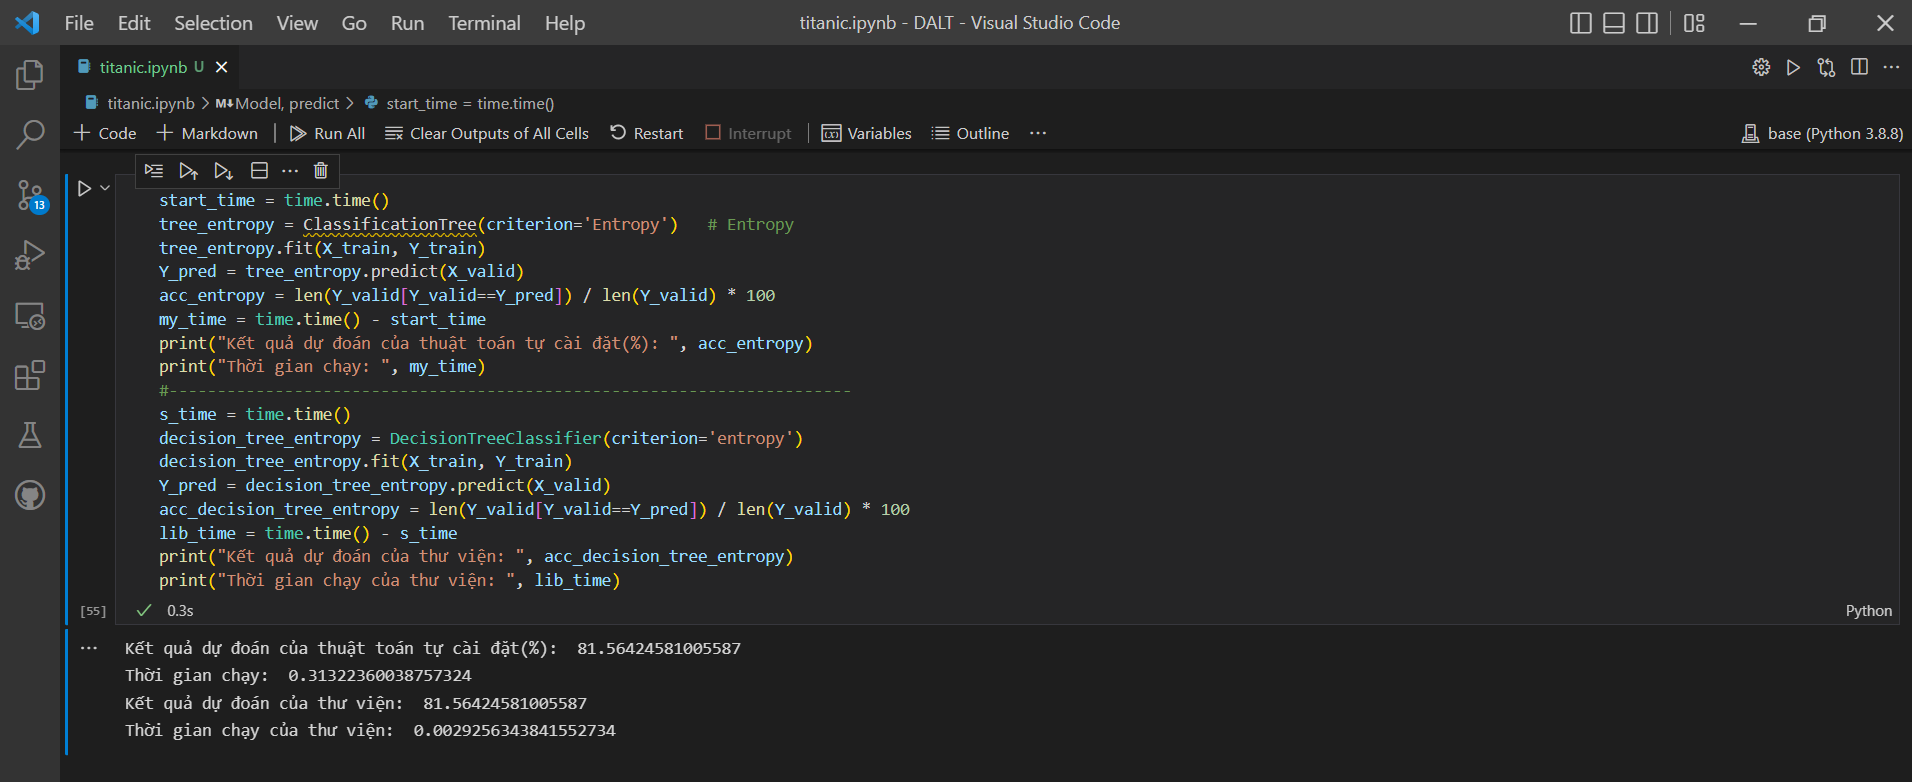 File Edit Selection View Go Run Terminal Help titanic.ipynb - DALT - Visual Studio Code
titanic.ipynb U
titanic.ipynb > M↓Model, predict > start_time = time.time()
+ Code + Markdown | Run All Clear Outputs of All Cells Restart Interrupt | Variables Outline ··· base (Python 3.8.8)
start_time = time.time()
tree_entropy = ClassificationTree(criterion='Entropy')   # Entropy
tree_entropy.fit(X_train, Y_train)
Y_pred = tree_entropy.predict(X_valid)
acc_entropy = len(Y_valid[Y_valid==Y_pred]) / len(Y_valid) * 100
my_time = time.time() - start_time
print("Kết quả dự đoán của thuật toán tự cài đặt(%): ", acc_entropy)
print("Thời gian chạy: ", my_time)
#-----------------------------------------------------------------------
s_time = time.time()
decision_tree_entropy = DecisionTreeClassifier(criterion='entropy')
decision_tree_entropy.fit(X_train, Y_train)
Y_pred = decision_tree_entropy.predict(X_valid)
acc_decision_tree_entropy = len(Y_valid[Y_valid==Y_pred]) / len(Y_valid) * 100
lib_time = time.time() - s_time
print("Kết quả dự đoán của thư viện: ", acc_decision_tree_entropy)
print("Thời gian chạy của thư viện: ", lib_time)
13
[55] 0.3s Python
Kết quả dự đoán của thuật toán tự cài đặt(%):  81.56424581005587
Thời gian chạy:  0.31322360038757324
Kết quả dự đoán của thư viện:  81.56424581005587
Thời gian chạy của thư viện:  0.0029256343841552734